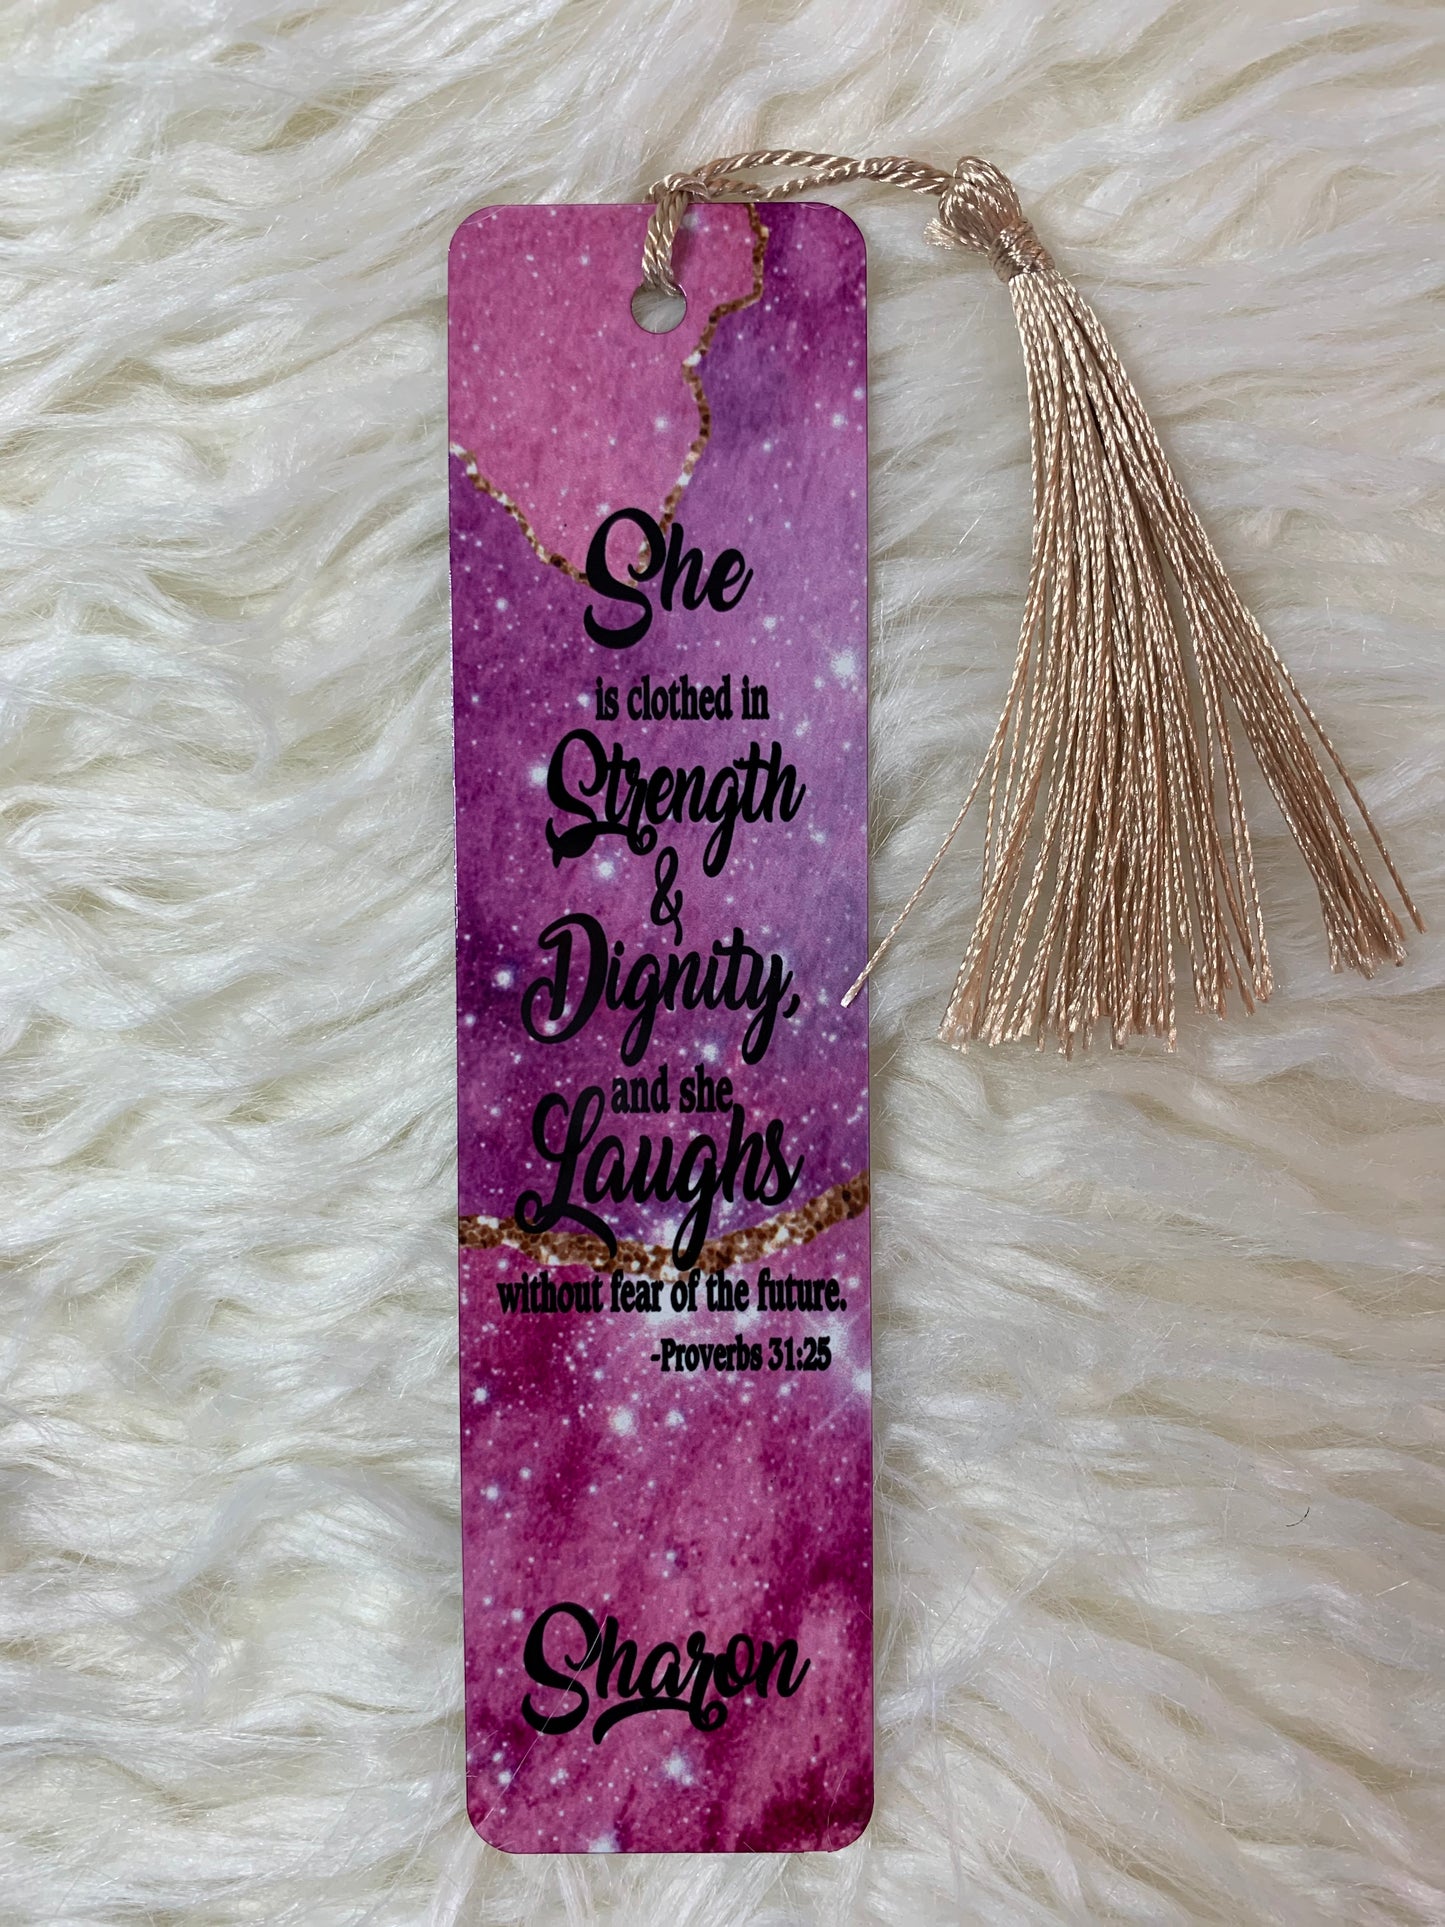 She
is clothed in
Strength
&
Dignity,
and she
Laughs
without fear of the future.
-Proverbs 31:25
Sharon